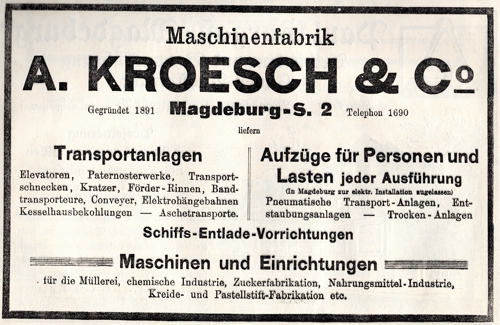 Maschinenfabrik
A. KROESCH & Co
Gegründet 1891 Magdeburg-S. 2 Telephon 1690
liefern
Transportanlagen
Elevatoren, Paternosterwerke, Transport-
schnecken, Kratzer, Förder-Rinnen, Band-
transporteure, Conveyer, Elektrohängebahnen
Kesselhausbekohlungen — Aschetransporte.
Aufzüge für Personen und
Lasten jeder Ausführung
(in Magdeburg zur elektr. Installation zugelassen)
Pneumatische Transport-Anlagen, Ent-
staubungsanlagen — Trocken-Anlagen
Schiffs-Entlade-Vorrichtungen
Maschinen und Einrichtungen
für die Müllerei, chemische Industrie, Zuckerfabrikation, Nahrungsmittel-Industrie,
Kreide- und Pastellstift-Fabrikation etc.